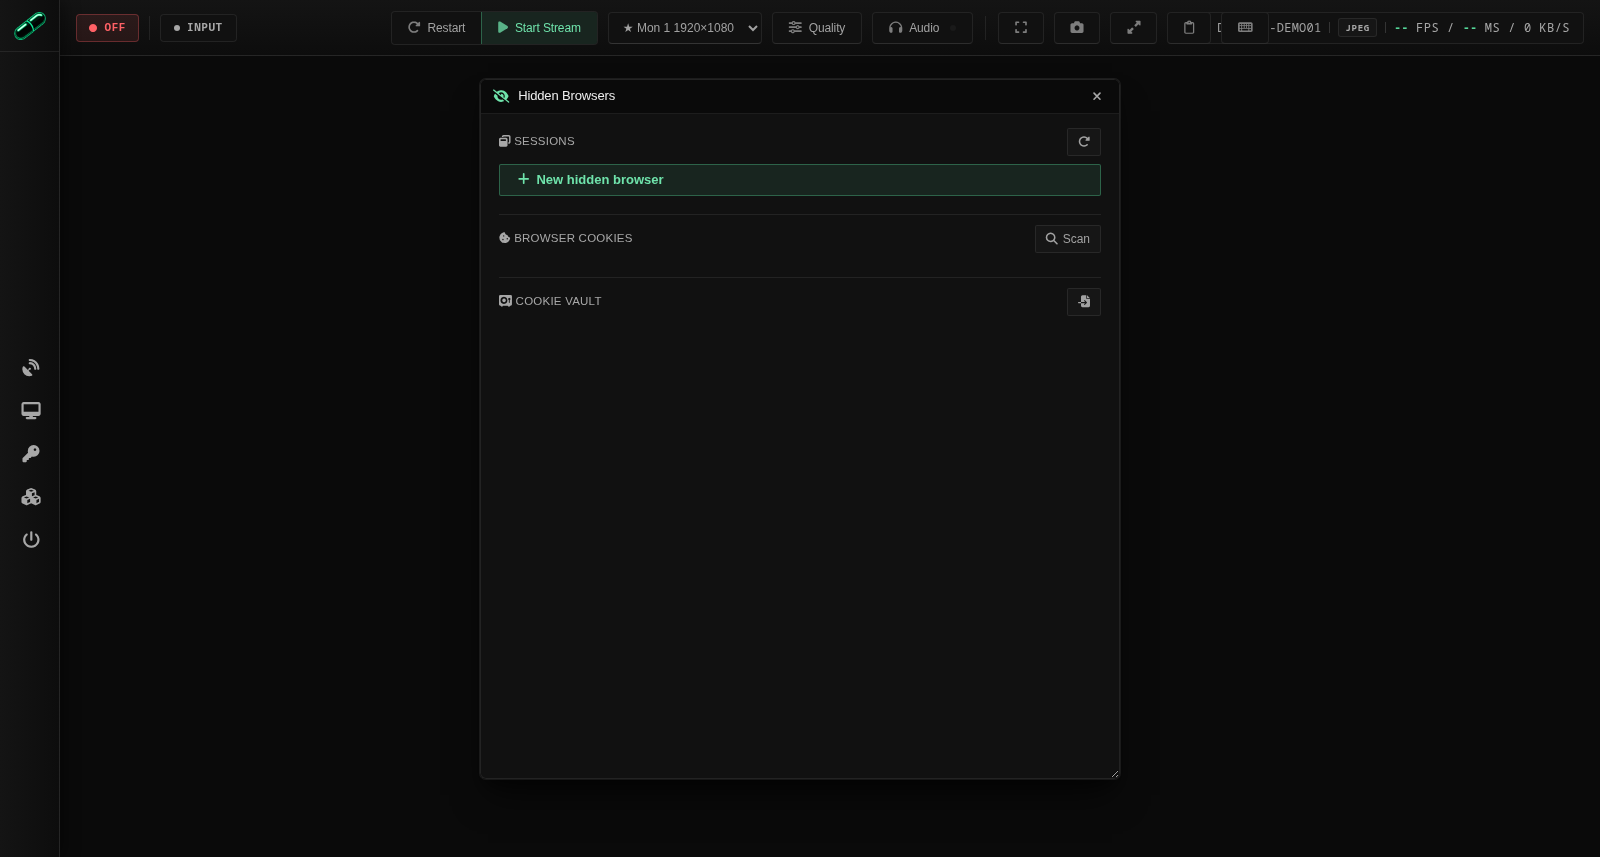 OFF
INPUT
Restart
Start Stream
★ Mon 1 1920×1080
Quality
Audio
-DEMO01
JPEG
-- FPS / -- MS / 0 KB/S
Hidden Browsers
SESSIONS
New hidden browser
BROWSER COOKIES
Scan
COOKIE VAULT